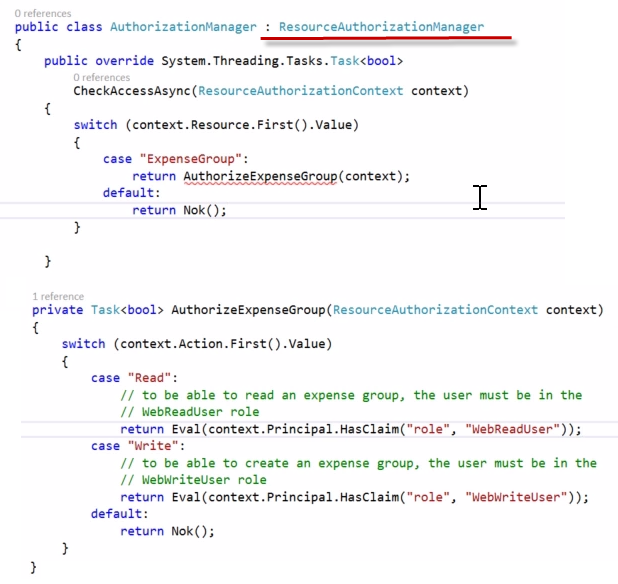 0 references
public class AuthorizationManager : ResourceAuthorizationManager
{
public override System.Threading.Tasks.Task<bool>
0 references
CheckAccessAsync(ResourceAuthorizationContext context)
{
switch (context.Resource.First().Value)
{
case "ExpenseGroup":
return AuthorizeExpenseGroup(context);
default:
return Nok();
}
}
1 reference
private Task<bool> AuthorizeExpenseGroup(ResourceAuthorizationContext context)
{
switch (context.Action.First().Value)
{
case "Read":
// to be able to read an expense group, the user must be in the
// WebReadUser role
return Eval(context.Principal.HasClaim("role", "WebReadUser"));
case "Write":
// to be able to create an expense group, the user must be in the
// WebWriteUser role
return Eval(context.Principal.HasClaim("role", "WebWriteUser"));
default:
return Nok();
}
}